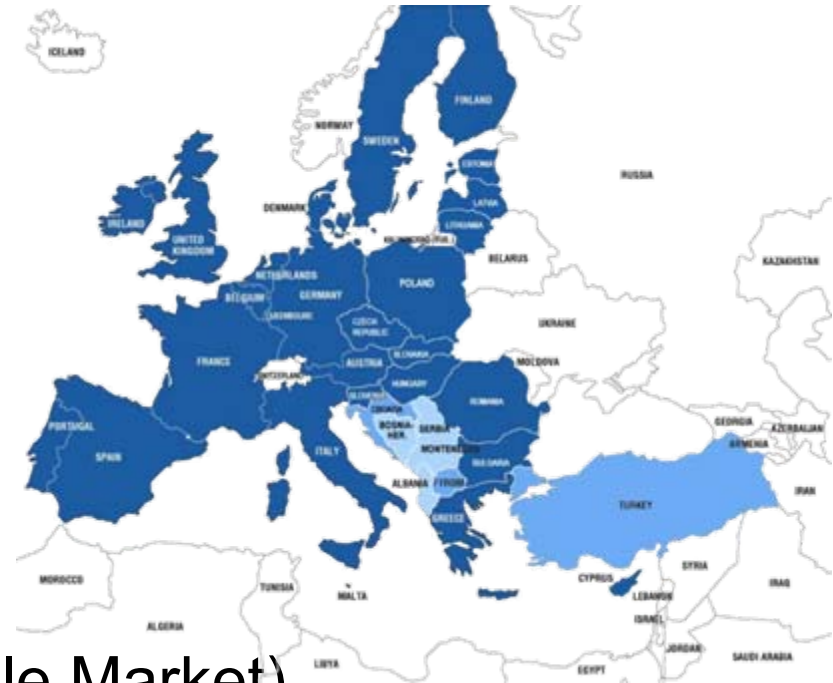 ICELAND
FINLAND
NORWAY
SWEDEN
RUSSIA
ESTONIA
LATVIA
DENMARK
LITHUANIA
IRELAND
UNITED
KINGDOM
BELARUS
KAZAKHSTAN
NETHERLANDS
POLAND
GERMANY
BELGIUM
LUXEMBOURG
UKRAINE
CZECH
REPUBLIC
FRANCE
SLOVAKIA
AUSTRIA
MOLDOVA
SWITZERLAND
HUNGARY
SLOVENIA
ROMANIA
CROATIA
GEORGIA
PORTUGAL
BOSNIA-
HER.
SERBIA
AZERBAIJAN
ARMENIA
SPAIN
ITALY
MONTENEGRO
BULGARIA
ALBANIA
FYROM
IRAN
TURKEY
GREECE
SYRIA
MOROCCO
CYPRUS
IRAQ
TUNISIA
MALTA
LEBANON
ALGERIA
ISRAEL
JORDAN
SAUDI ARABIA
LIBYA
EGYPT
le Market)